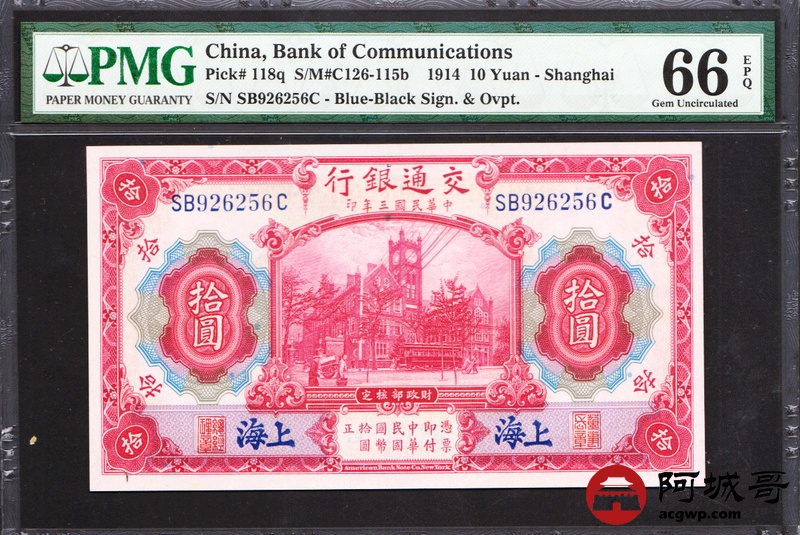 PMG
PAPER MONEY GUARANTY
China, Bank of Communications
Pick# 118q S/M#C126-115b 1914 10 Yuan - Shanghai
S/N SB926256C - Blue-Black Sign. & Ovpt.
66 EPQ
Gem Uncirculated
拾 拾
行銀通交
印年三國民華中
SB926256C SB926256C
拾 拾
拾圓 拾圓
拾 拾
定核部政財
拾 拾
海上 海上
正拾國民中即憑
圓幣國華付票
American Bank Note Co. New York.
阿城哥
acgwp.com